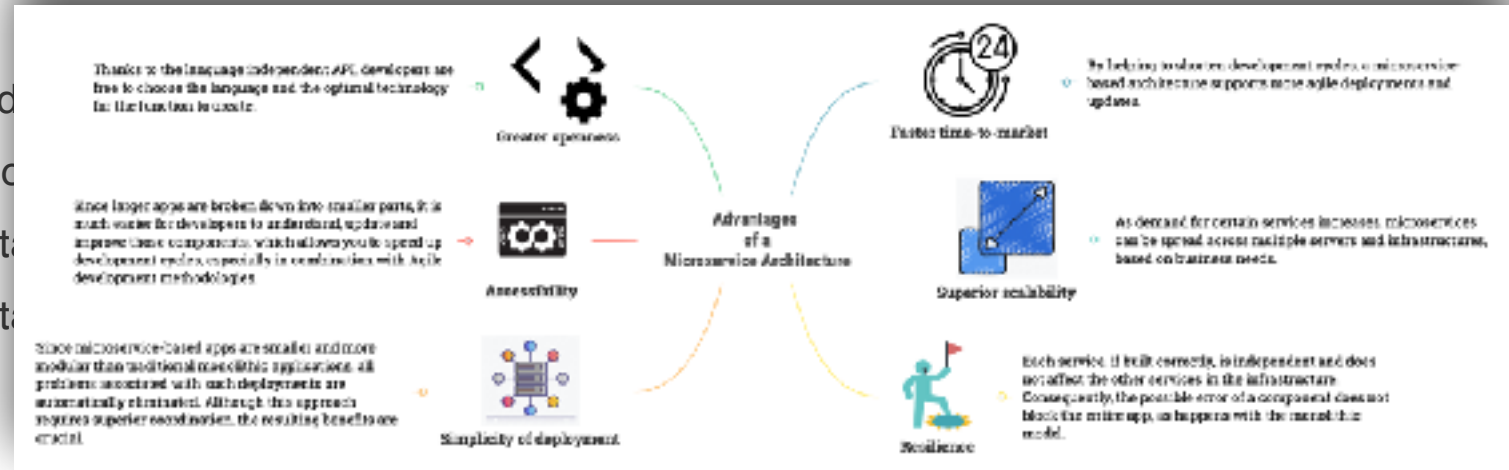 Thanks to the language independent API, developers are
free to choose the language and the optimal technology
for the function to create.
Greater openness
Since larger apps are broken down into smaller parts, it is
much easier for developers to understand, update and
improve these components, which allows you to speed up
development cycles, especially in combination with Agile
development methodologies.
Accessibility
Since microservice-based apps are smaller and more
modular than traditional monolithic applications, all
problems associated with such deployments are
automatically eliminated. Although this approach
requires superior coordination, the resulting benefits are
crucial.
Simplicity of deployment
Advantages
of a
Microservice Architecture
24
Faster time-to-market
By helping to shorten development cycles, a microservice-
based architecture supports more agile deployments and
updates.
Superior scalability
As demand for certain services increases, microservices
can be spread across multiple servers and infrastructures,
based on business needs.
Resilience
Each service, if built correctly, is independent and does
not affect the other services in the infrastructure.
Consequently, the possible error of a component does not
block the entire app, as happens with the monolithic
model.